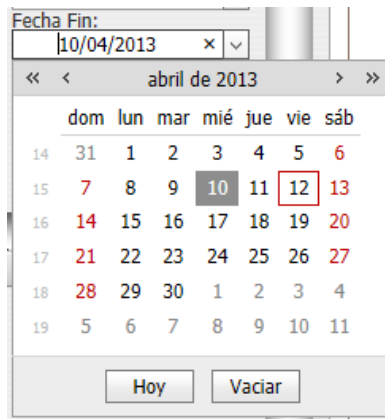 Fecha Fin:
10/04/2013
« < abril de 2013 > »
dom lun mar mié jue vie sáb
14 31 1 2 3 4 5 6
15 7 8 9 10 11 12 13
16 14 15 16 17 18 19 20
17 21 22 23 24 25 26 27
18 28 29 30 1 2 3 4
19 5 6 7 8 9 10 11
Hoy Vaciar